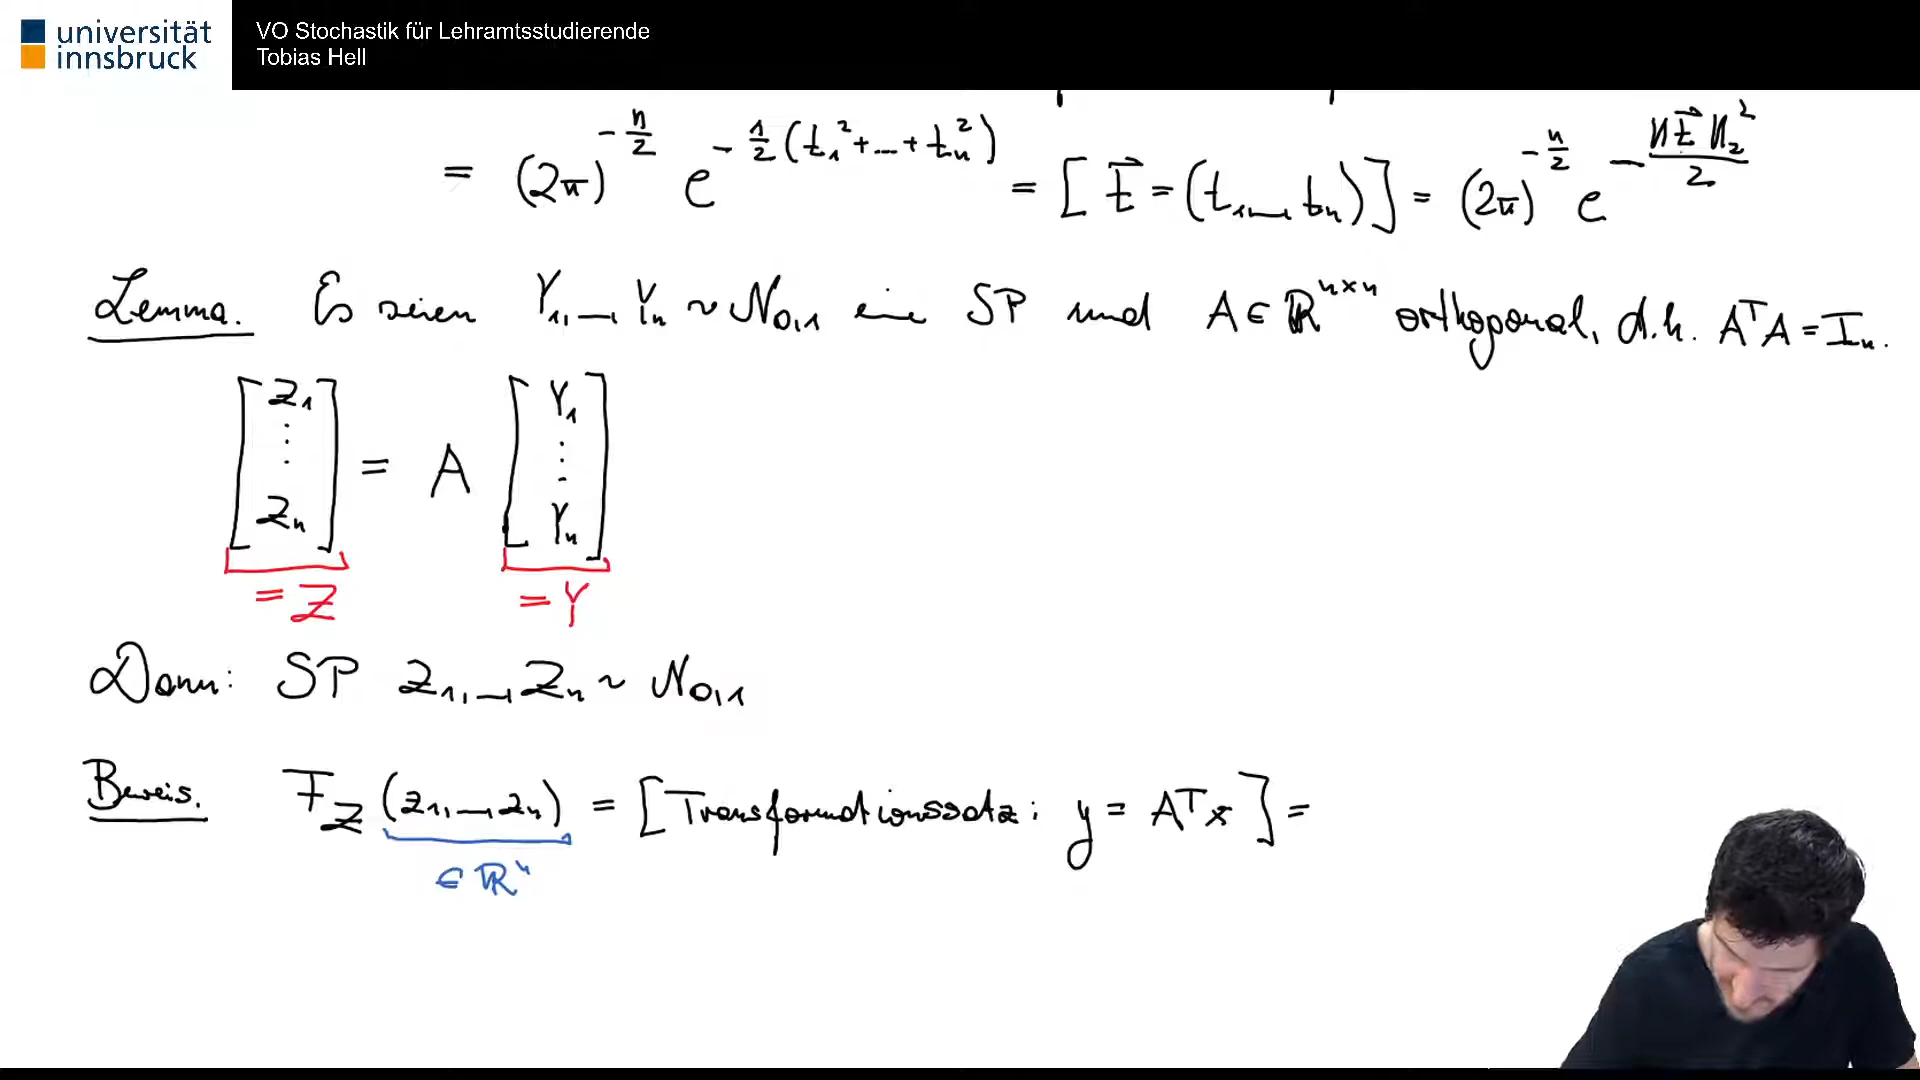 universität innsbruck
VO Stochastik für Lehramtsstudierende
Tobias Hell
= (2π)^{-n/2} e^{-1/2(t₁²+...+tₙ²)} = [t⃗ = (t₁,…,tₙ)] = (2π)^{-n/2} e^{-‖t⃗‖₂²/2}
Lemma. Es seien Y₁,…,Yₙ ~ N₀,₁ eine SP und A ∈ ℝⁿˣⁿ orthogonal, d.h. AᵀA = Iₙ.
[Z₁ ⋮ Zₙ] = A [Y₁ ⋮ Yₙ]
= Z = Y
Dann: SP Z₁,…,Zₙ ~ N₀,₁
Beweis. F_Z (z₁,…,zₙ) = [Transformationssatz: y = Aᵀx] =
∈ ℝⁿ